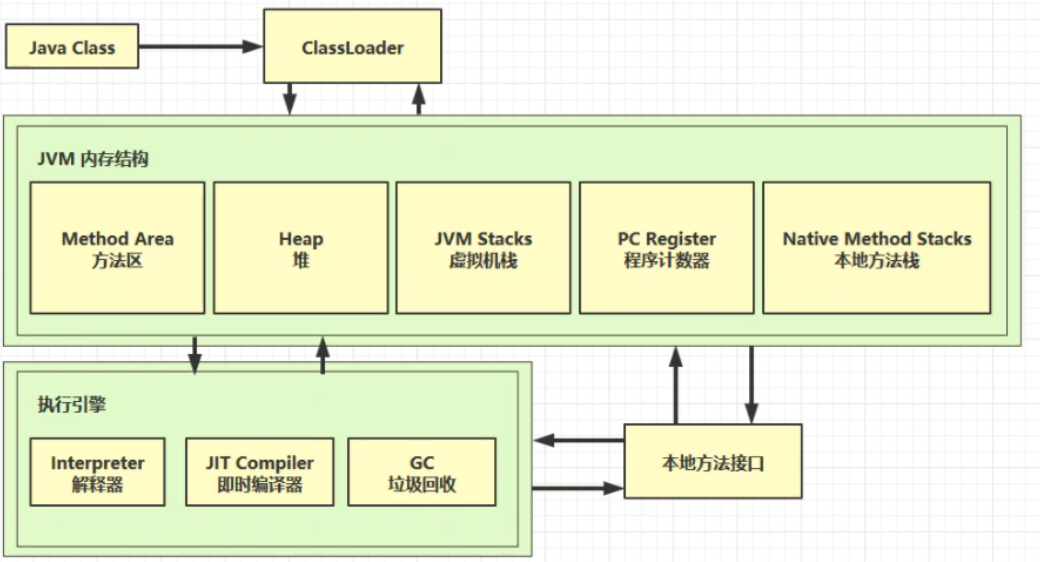 Java Class
ClassLoader
JVM 内存结构
Method Area
方法区
Heap
堆
JVM Stacks
虚拟机栈
PC Register
程序计数器
Native Method Stacks
本地方法栈
执行引擎
Interpreter
解释器
JIT Compiler
即时编译器
GC
垃圾回收
本地方法接口